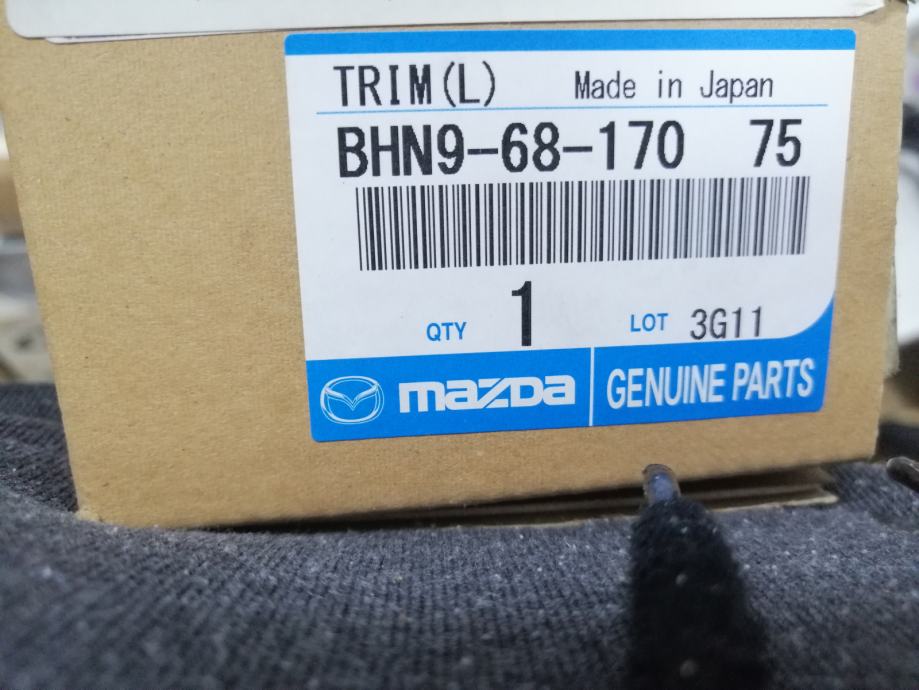 TRIM(L) Made in Japan
BHN9-68-170 75
QTY 1 LOT 3G11
mazda GENUINE PARTS